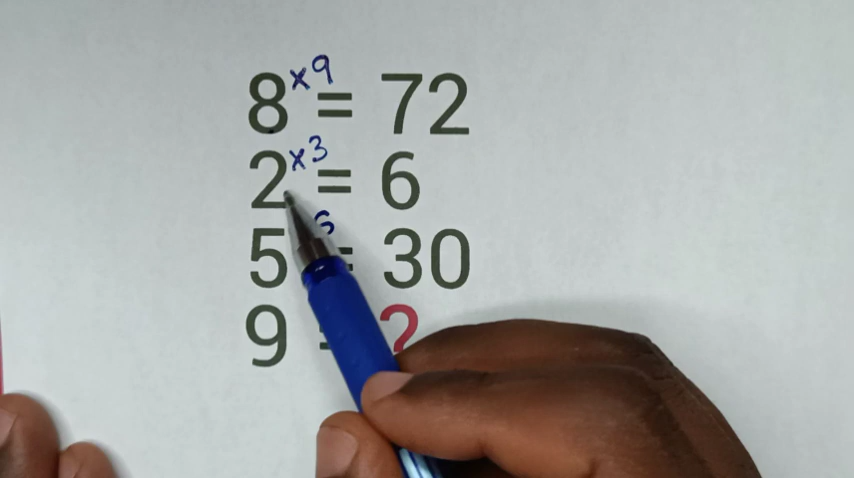 8 ×9 = 72
2 ×3 = 6
5 = 30
9 = ?